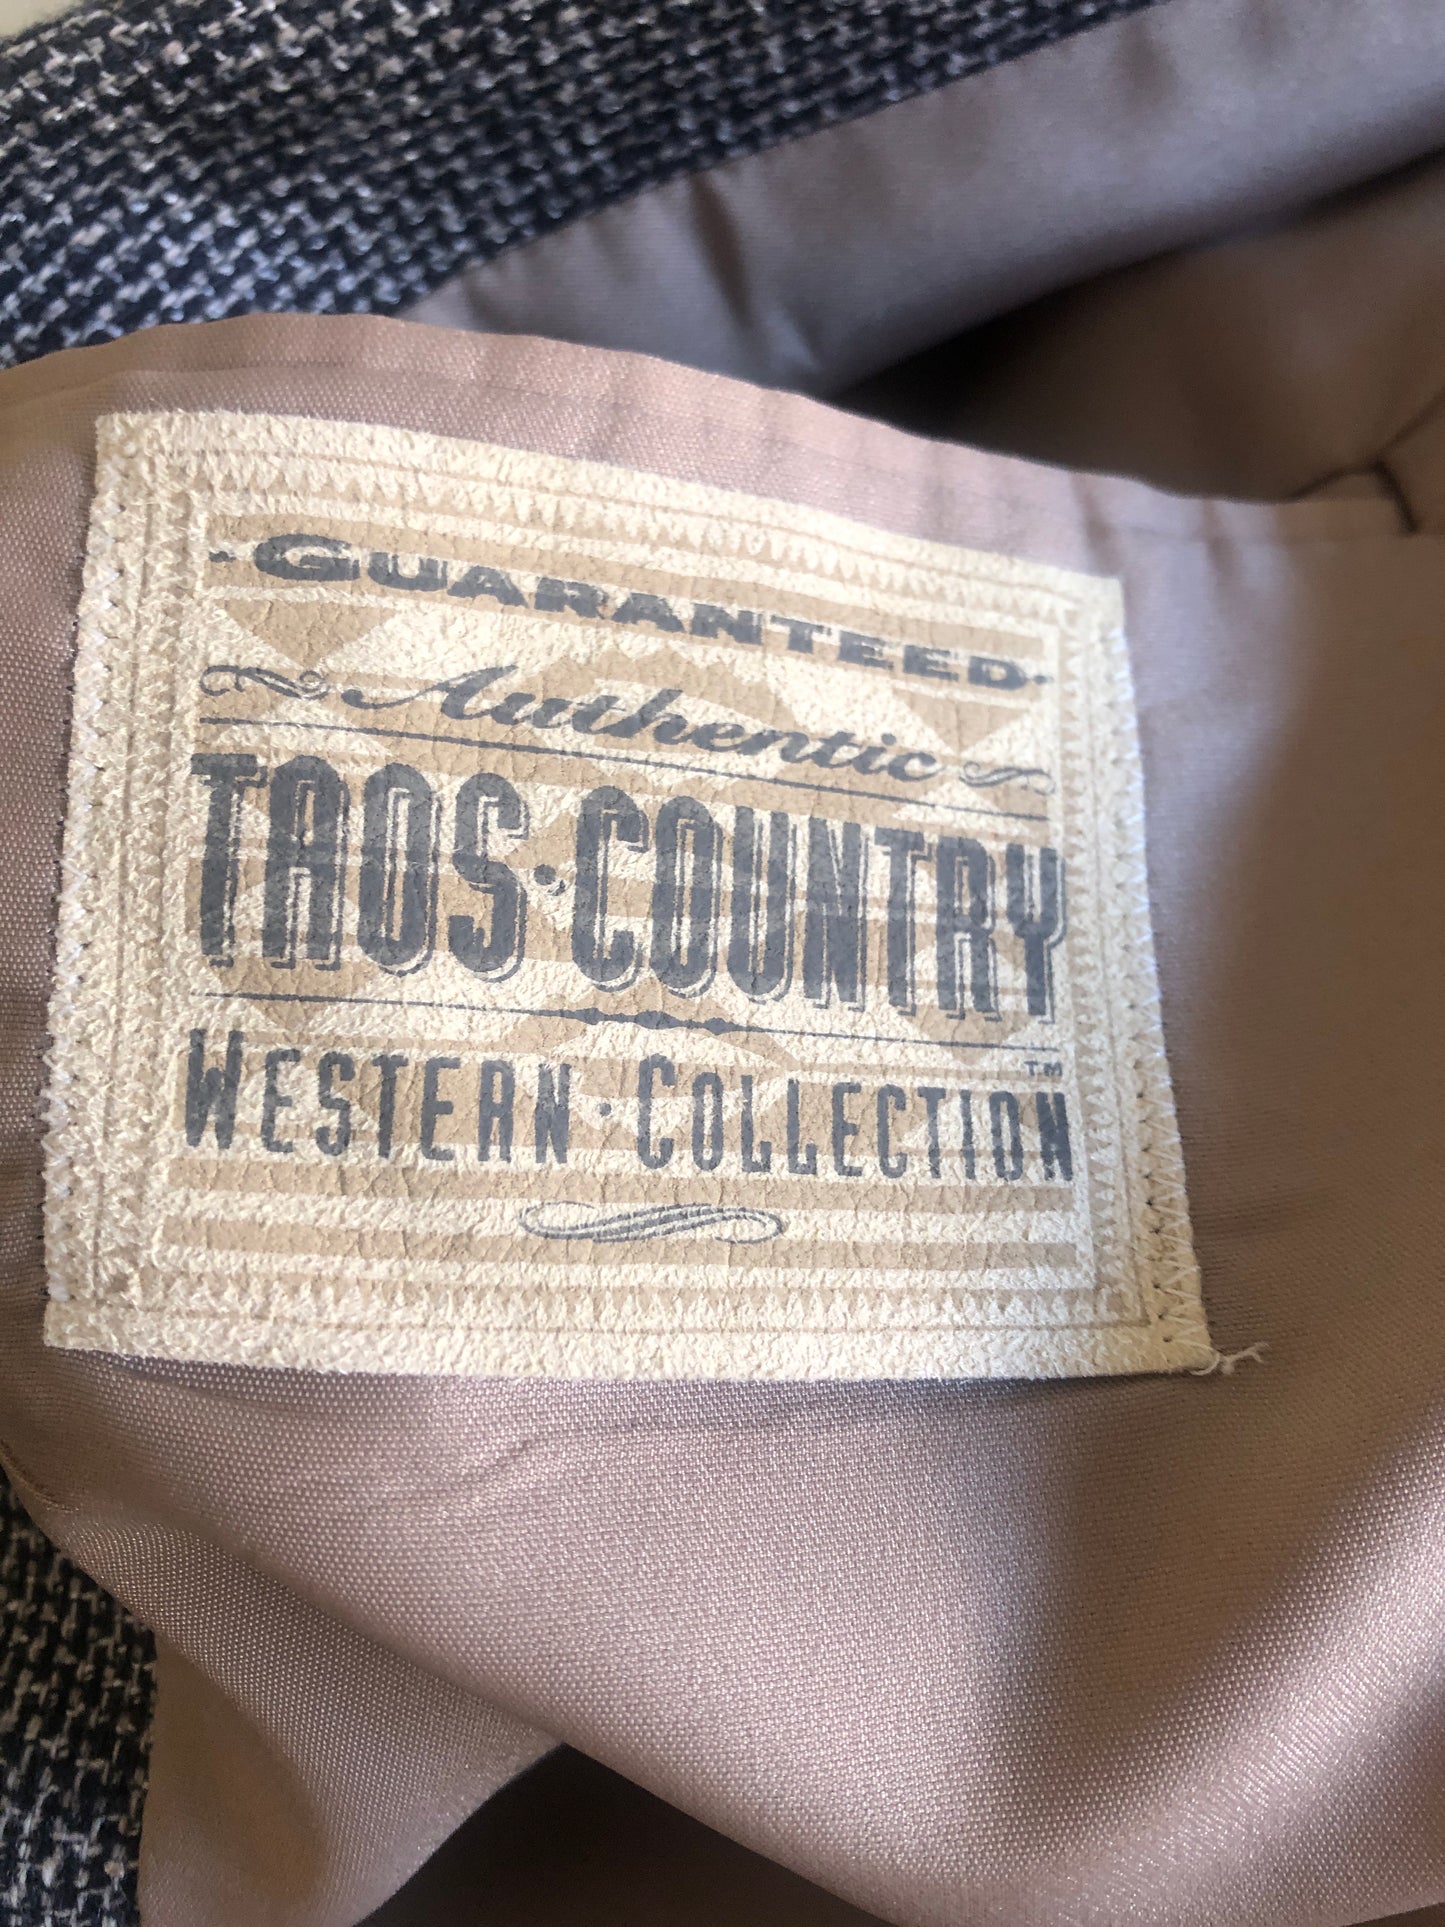 · GUARANTEED ·
Authentic
TAOS · COUNTRY
WESTERN · COLLECTION ™